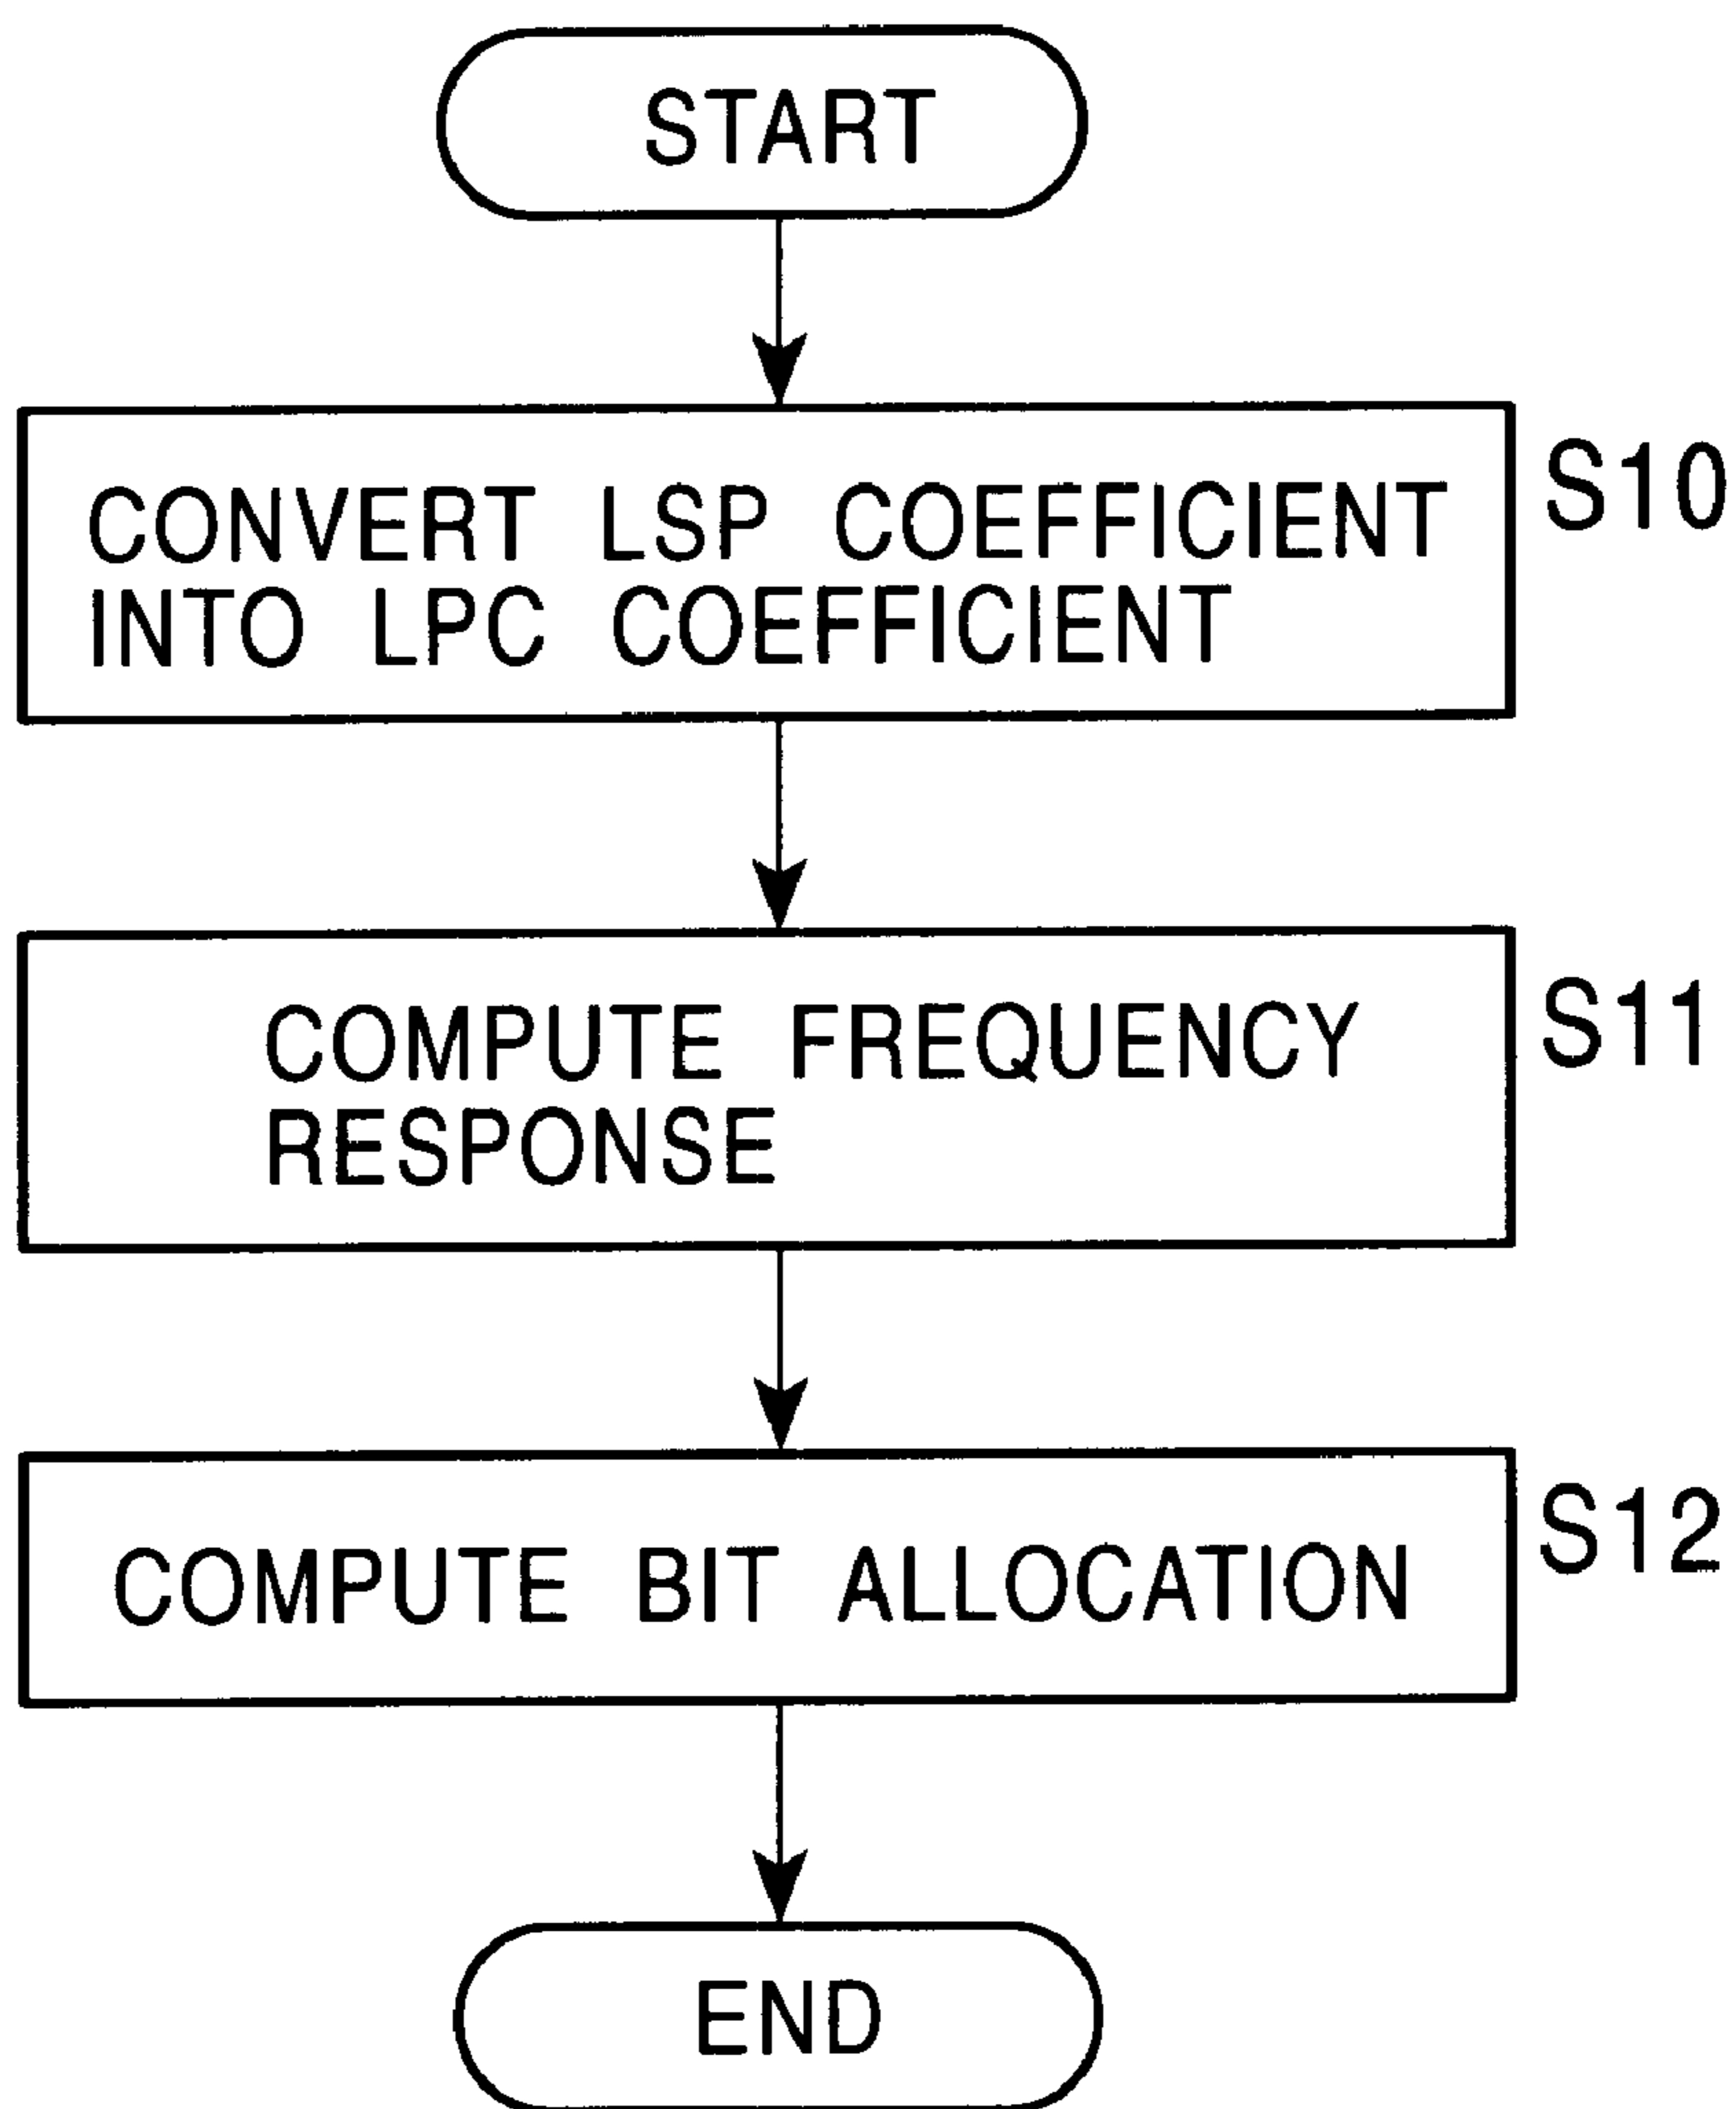 START
CONVERT LSP COEFFICIENT
INTO LPC COEFFICIENT
S10
COMPUTE FREQUENCY
RESPONSE
S11
COMPUTE BIT ALLOCATION
S12
END